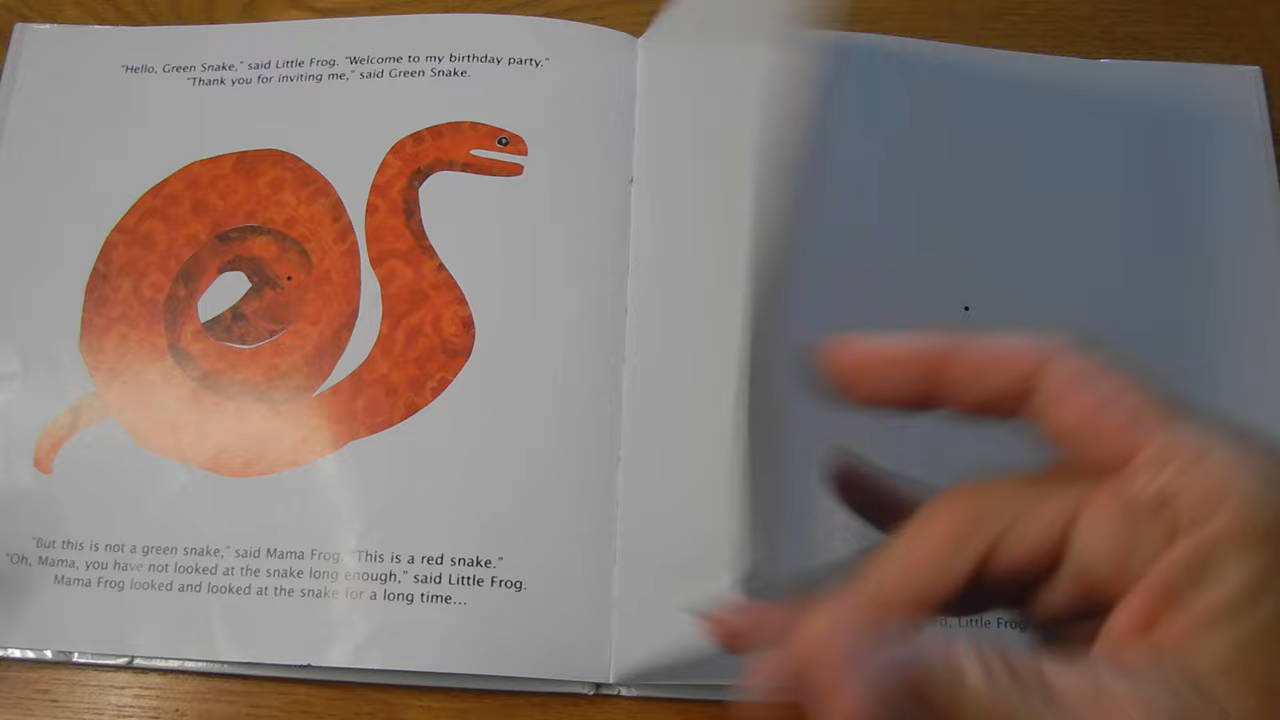 "Hello, Green Snake," said Little Frog. "Welcome to my birthday party."
"Thank you for inviting me," said Green Snake.
"But this is not a green snake," said Mama Frog. "This is a red snake."
"Oh, Mama, you have not looked at the snake long enough," said Little Frog.
Mama Frog looked and looked at the snake for a long time...
Little Frog